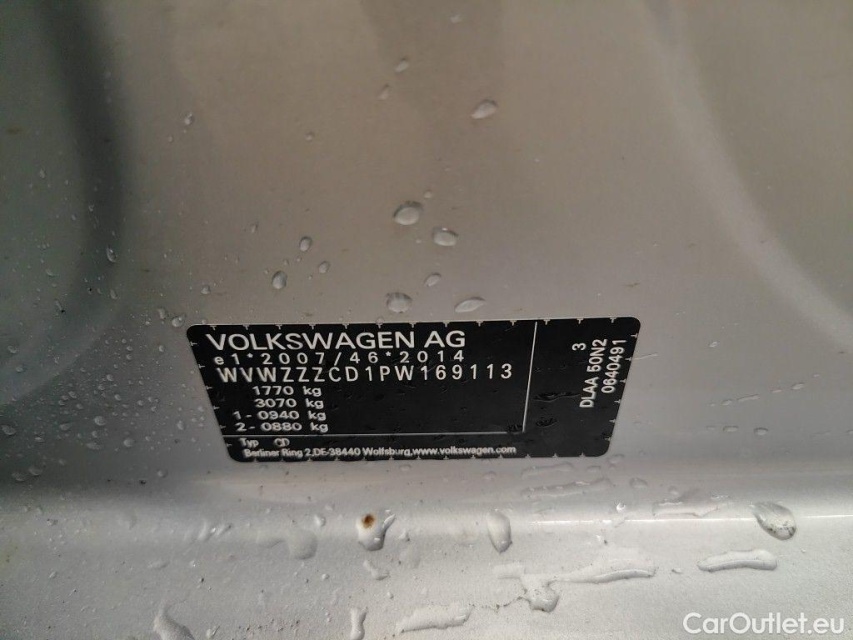 VOLKSWAGEN AG
e1*2007/46*2014
WVWZZZCD1PW169113
1770 kg
3070 kg
1- 0940 kg
2- 0880 kg
Typ CD
Berliner Ring 2,DE-38440 Wolfsburg,www.volkswagen.com
3
DLAA 50N2
0640491
CarOutlet.eu